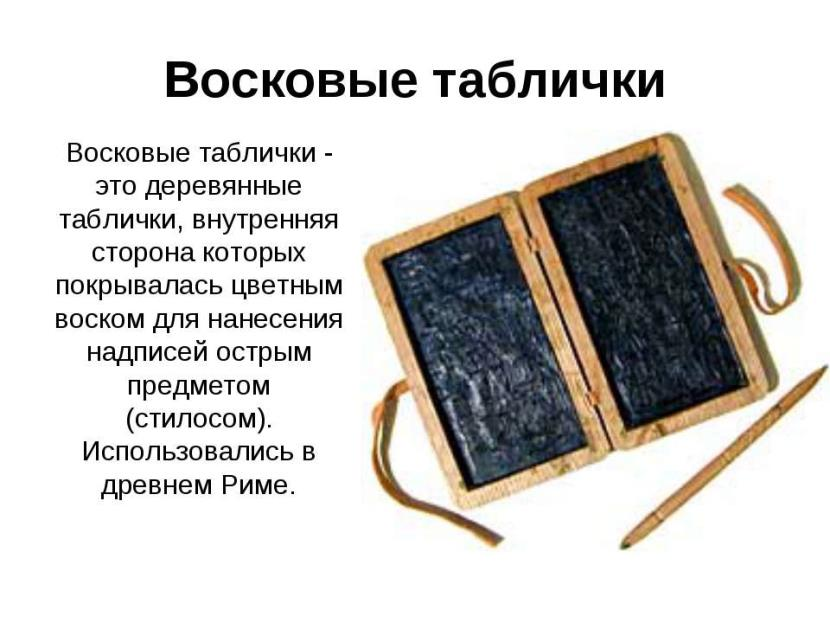 Восковые таблички
Восковые таблички -
это деревянные
таблички, внутренняя
сторона которых
покрывалась цветным
воском для нанесения
надписей острым
предметом
(стилосом).
Использовались в
древнем Риме.